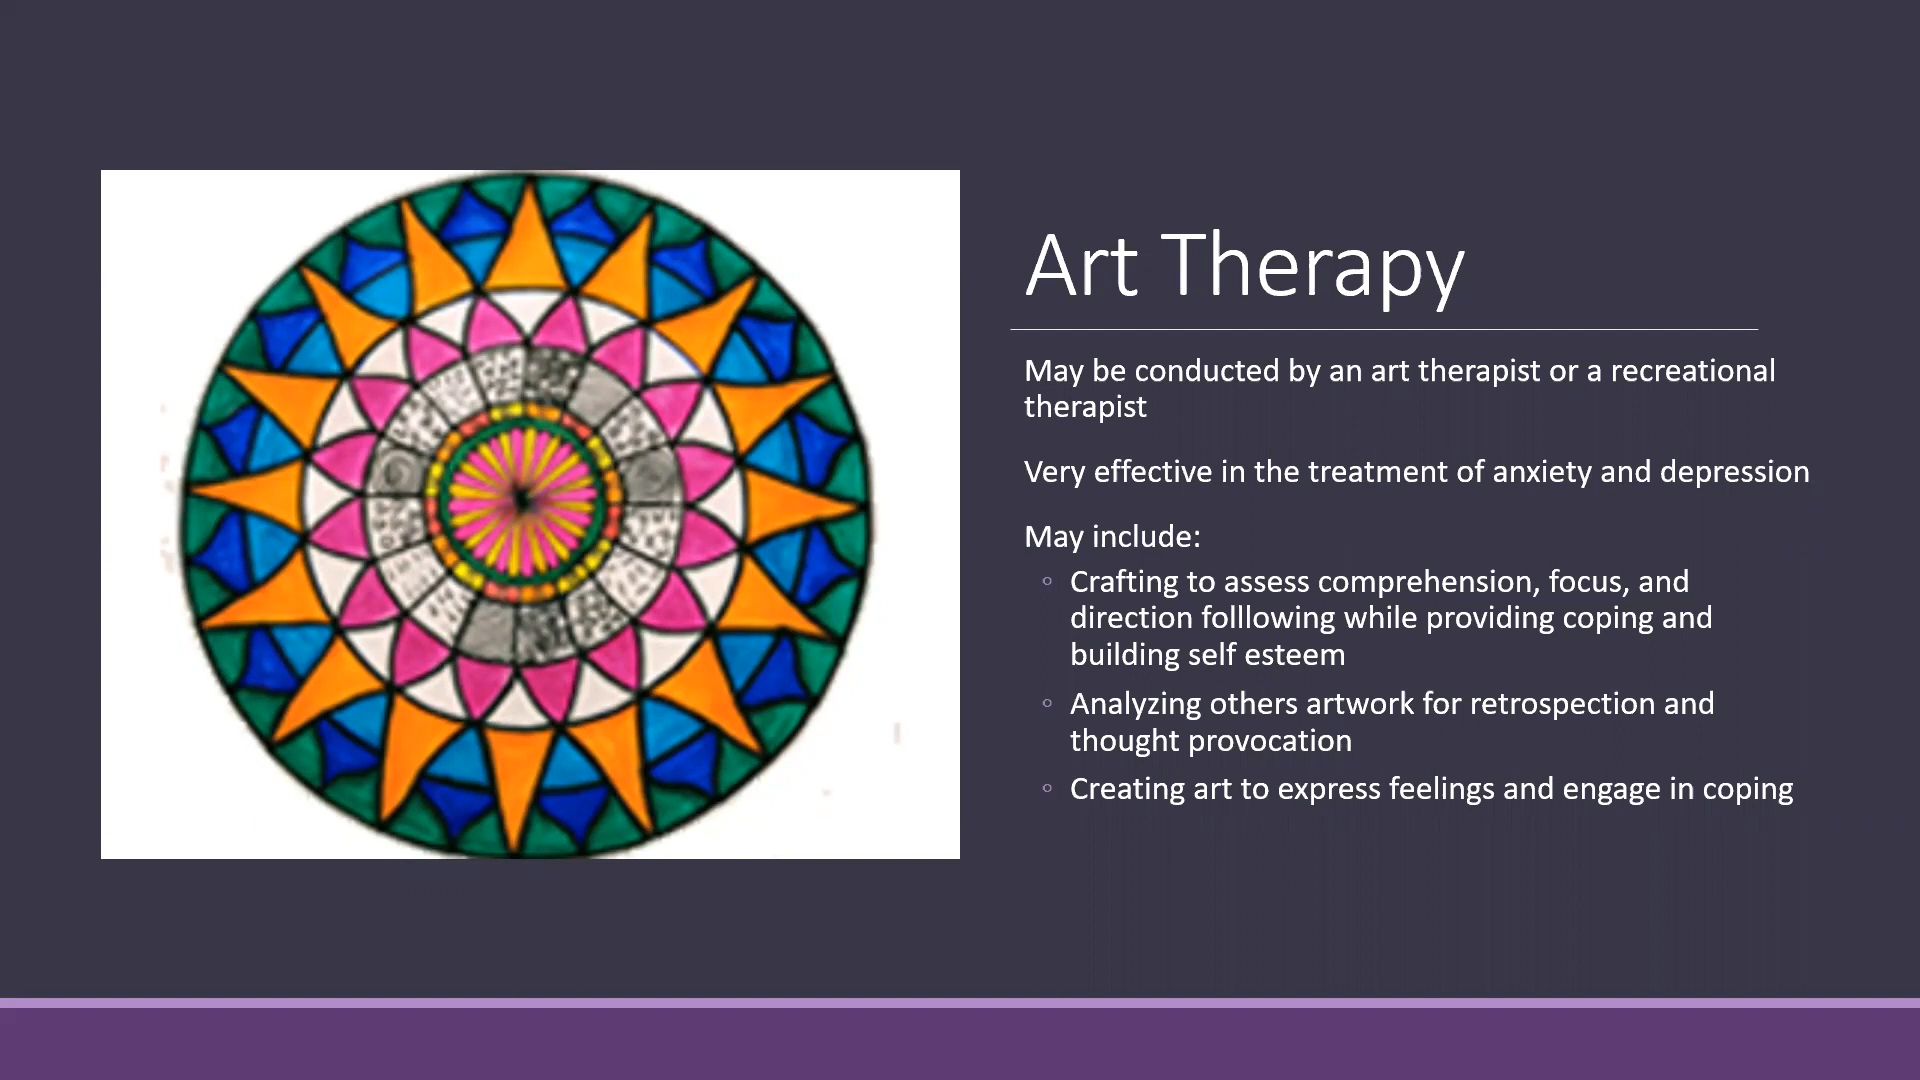 Art Therapy
May be conducted by an art therapist or a recreational
therapist
Very effective in the treatment of anxiety and depression
May include:
◦ Crafting to assess comprehension, focus, and
direction folllowing while providing coping and
building self esteem
◦ Analyzing others artwork for retrospection and
thought provocation
◦ Creating art to express feelings and engage in coping